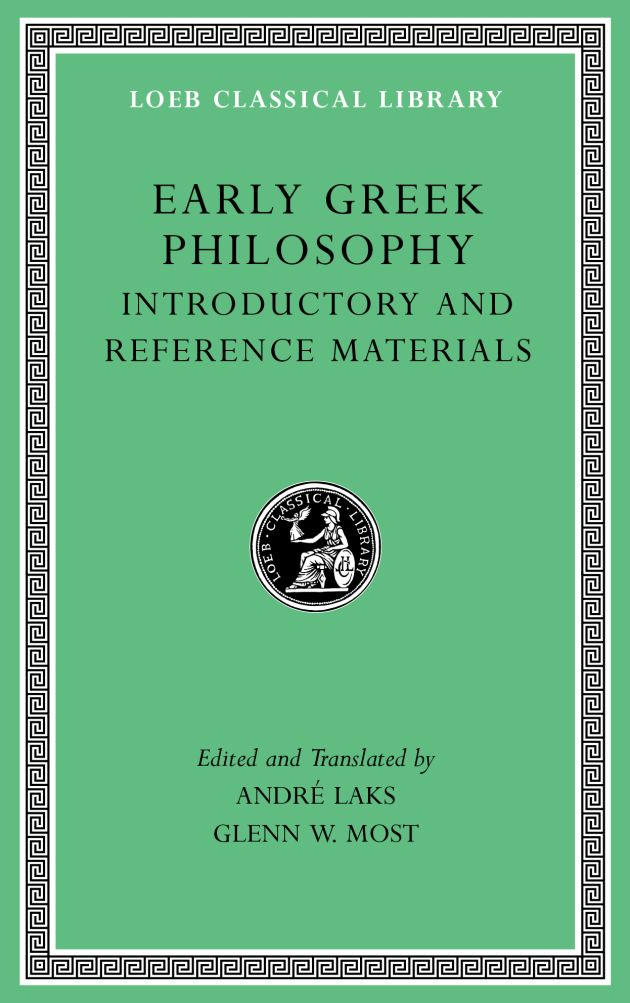 LOEB CLASSICAL LIBRARY
EARLY GREEK
PHILOSOPHY
INTRODUCTORY AND
REFERENCE MATERIALS
LOEB · CLASSICAL · LIBRARY
Edited and Translated by
ANDRÉ LAKS
GLENN W. MOST